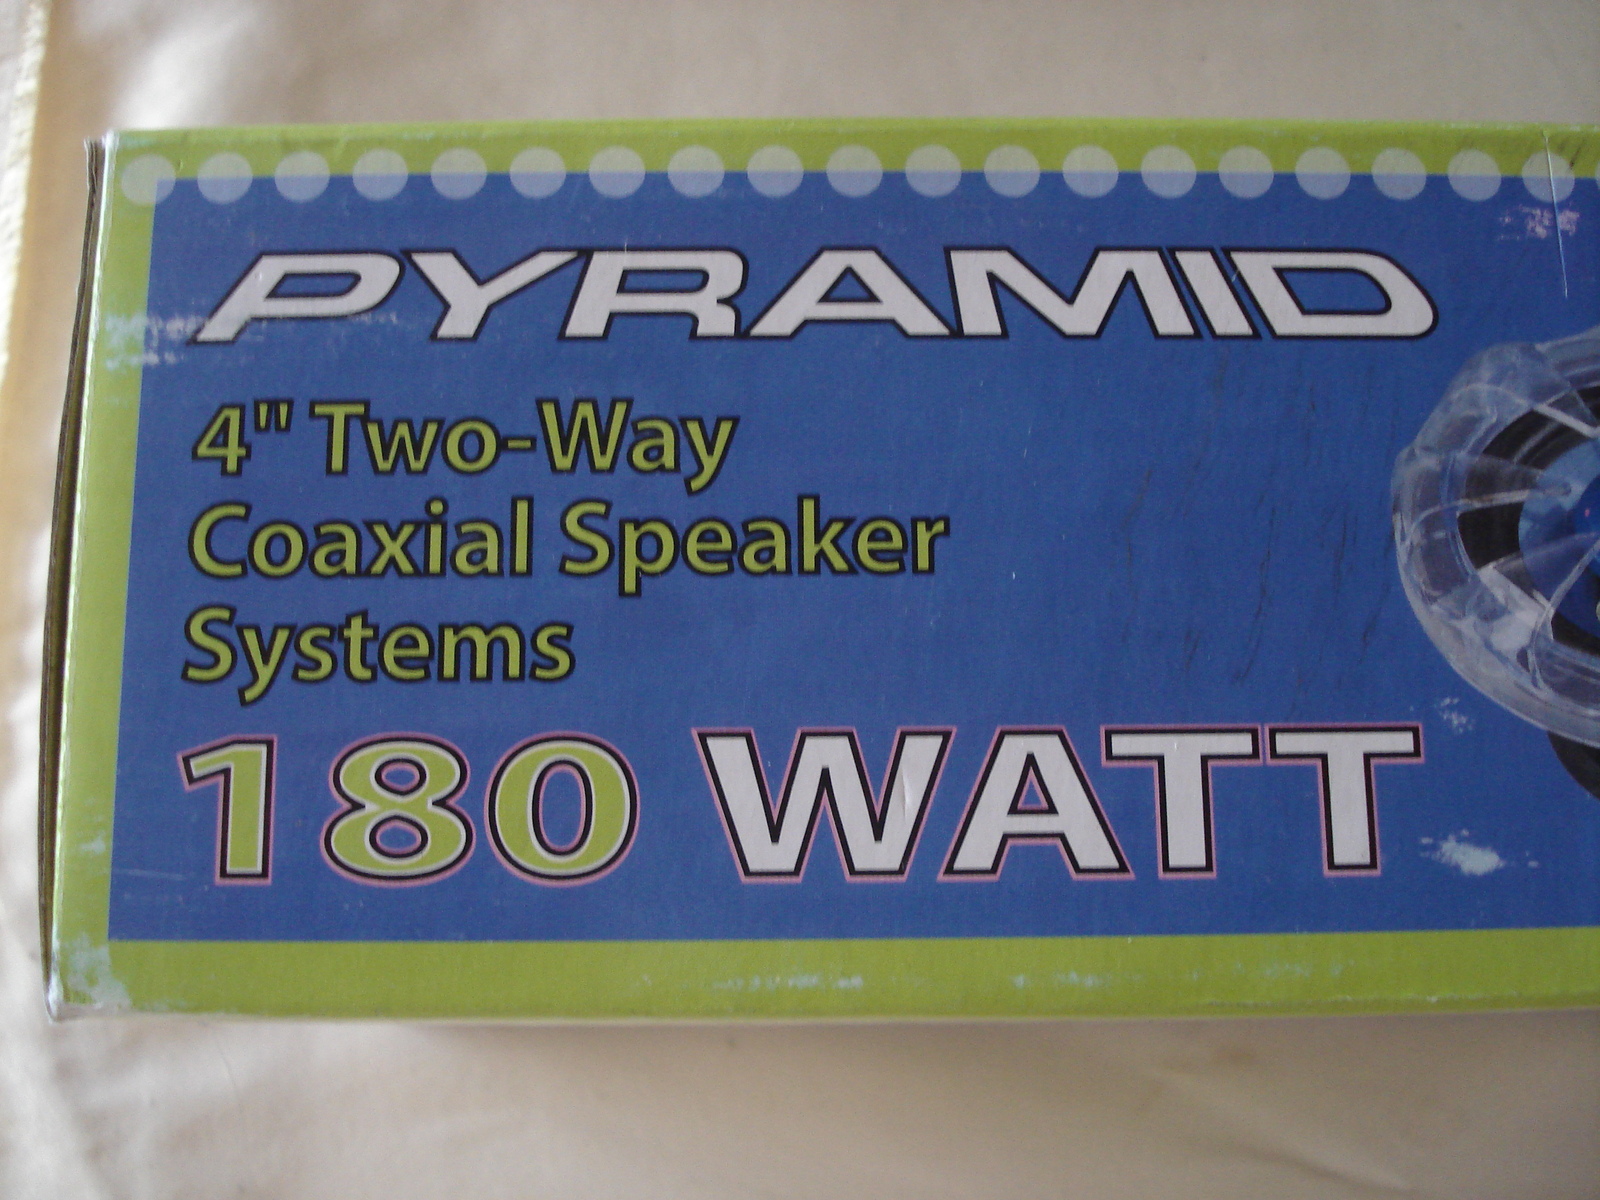 PYRAMID
4" Two-Way
Coaxial Speaker
Systems
180 WATT